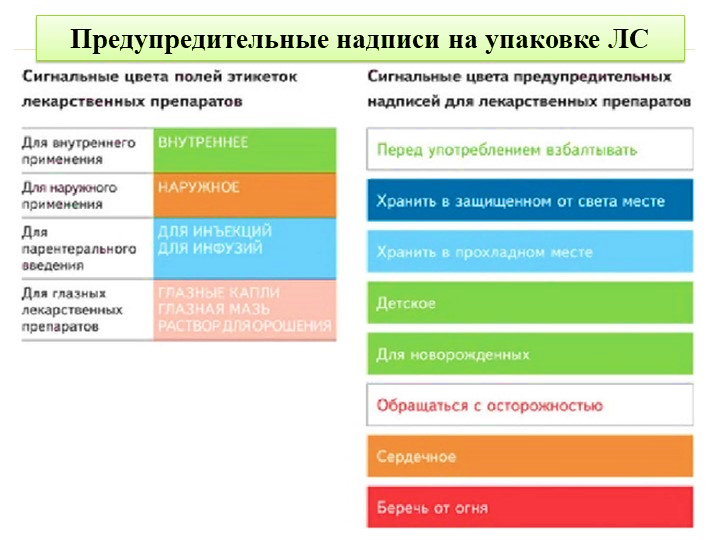 Предупредительные надписи на упаковке ЛС
Сигнальные цвета полей этикеток
лекарственных препаратов
Для внутреннего
применения
ВНУТРЕННЕЕ
Для наружного
применения
НАРУЖНОЕ
Для
парентерального
введения
ДЛЯ ИНЪЕКЦИЙ
ДЛЯ ИНФУЗИЙ
Для глазных
лекарственных
препаратов
ГЛАЗНЫЕ КАПЛИ
ГЛАЗНАЯ МАЗЬ
РАСТВОР ДЛЯ ОРОШЕНИЯ
Сигнальные цвета предупредительных
надписей для лекарственных препаратов
Перед употреблением взбалтывать
Хранить в защищенном от света месте
Хранить в прохладном месте
Детское
Для новорожденных
Обращаться с осторожностью
Сердечное
Беречь от огня